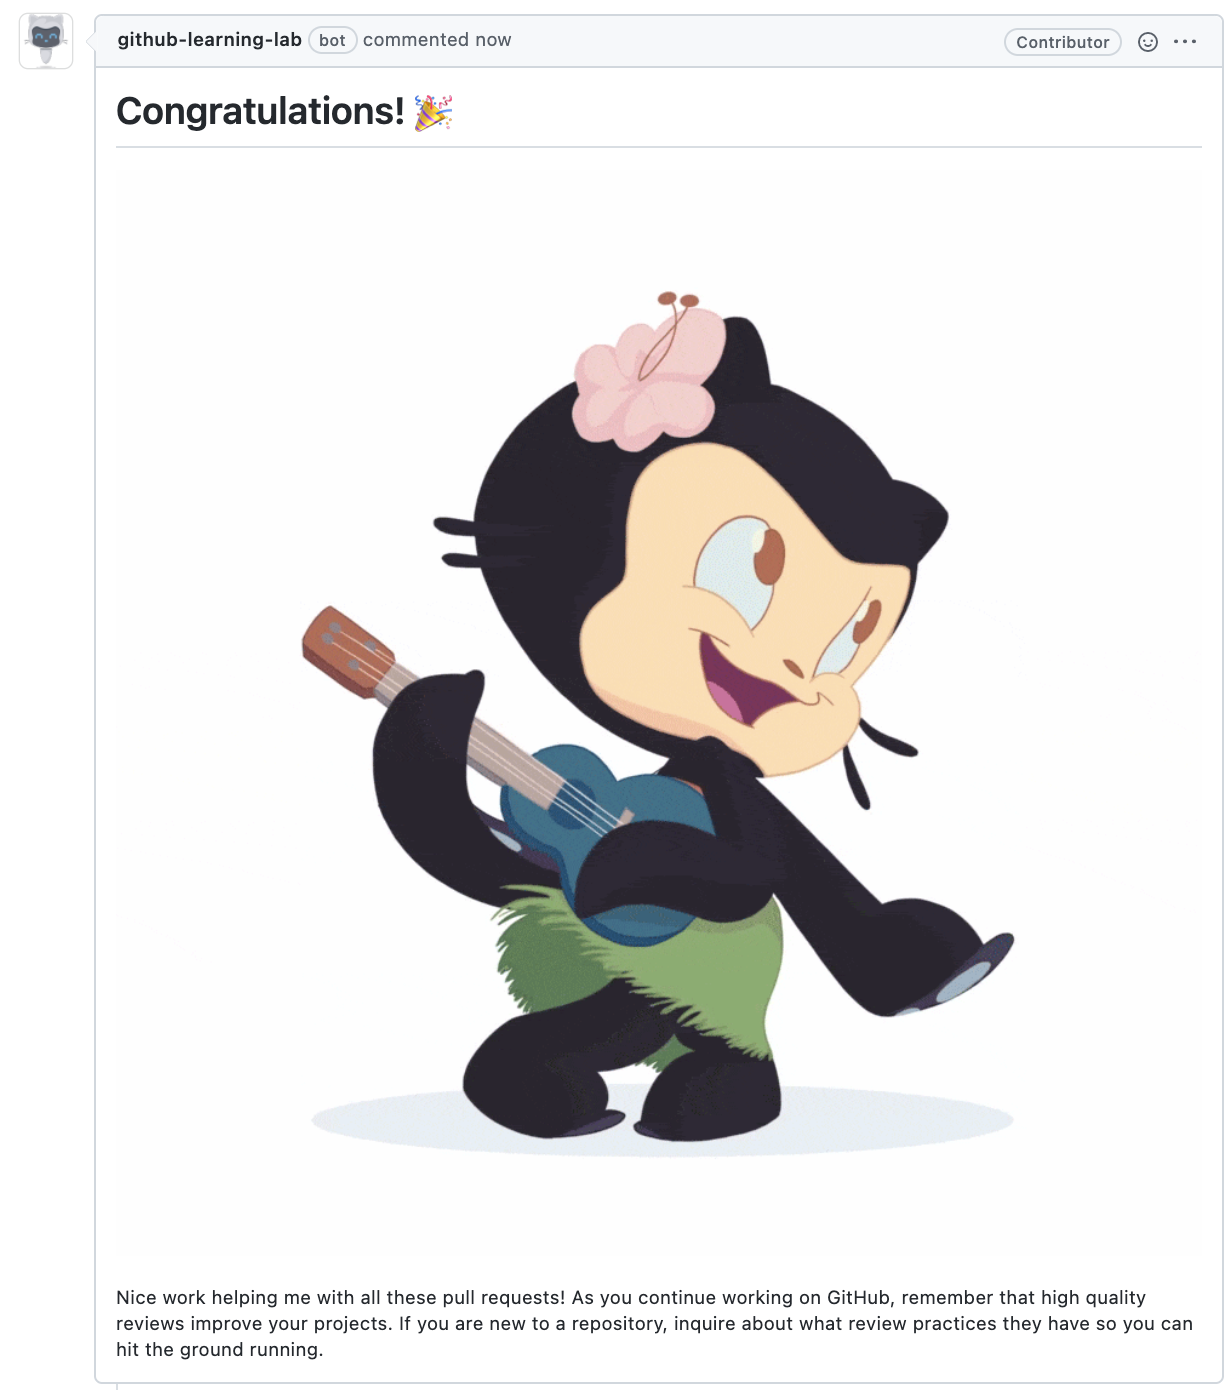 github-learning-lab bot commented now Contributor
Congratulations! 🎉
Nice work helping me with all these pull requests! As you continue working on GitHub, remember that high quality
reviews improve your projects. If you are new to a repository, inquire about what review practices they have so you can
hit the ground running.